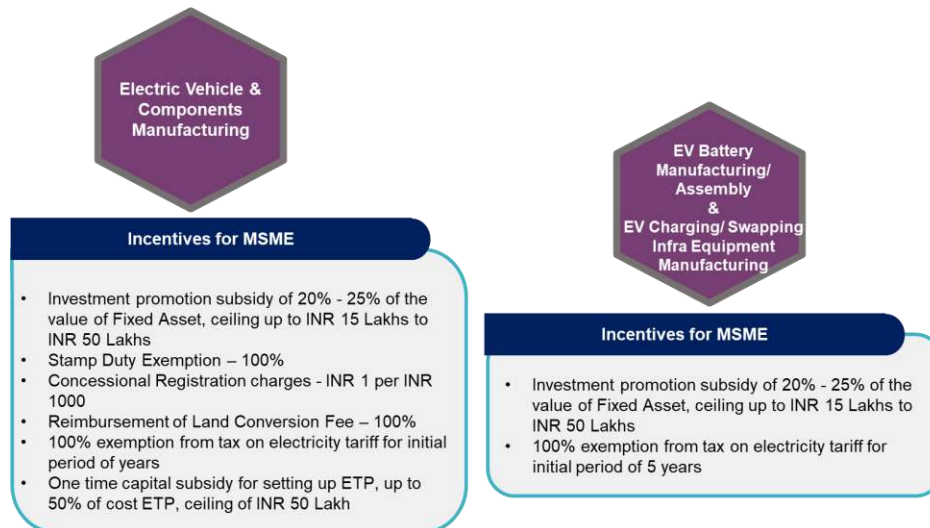 Electric Vehicle &
Components
Manufacturing
Incentives for MSME
• Investment promotion subsidy of 20% - 25% of the
value of Fixed Asset, ceiling up to INR 15 Lakhs to
INR 50 Lakhs
• Stamp Duty Exemption – 100%
• Concessional Registration charges - INR 1 per INR
1000
• Reimbursement of Land Conversion Fee – 100%
• 100% exemption from tax on electricity tariff for initial
period of years
• One time capital subsidy for setting up ETP, up to
50% of cost ETP, ceiling of INR 50 Lakh
EV Battery
Manufacturing/
Assembly
&
EV Charging/ Swapping
Infra Equipment
Manufacturing
Incentives for MSME
• Investment promotion subsidy of 20% - 25% of the
value of Fixed Asset, ceiling up to INR 15 Lakhs to
INR 50 Lakhs
• 100% exemption from tax on electricity tariff for
initial period of 5 years